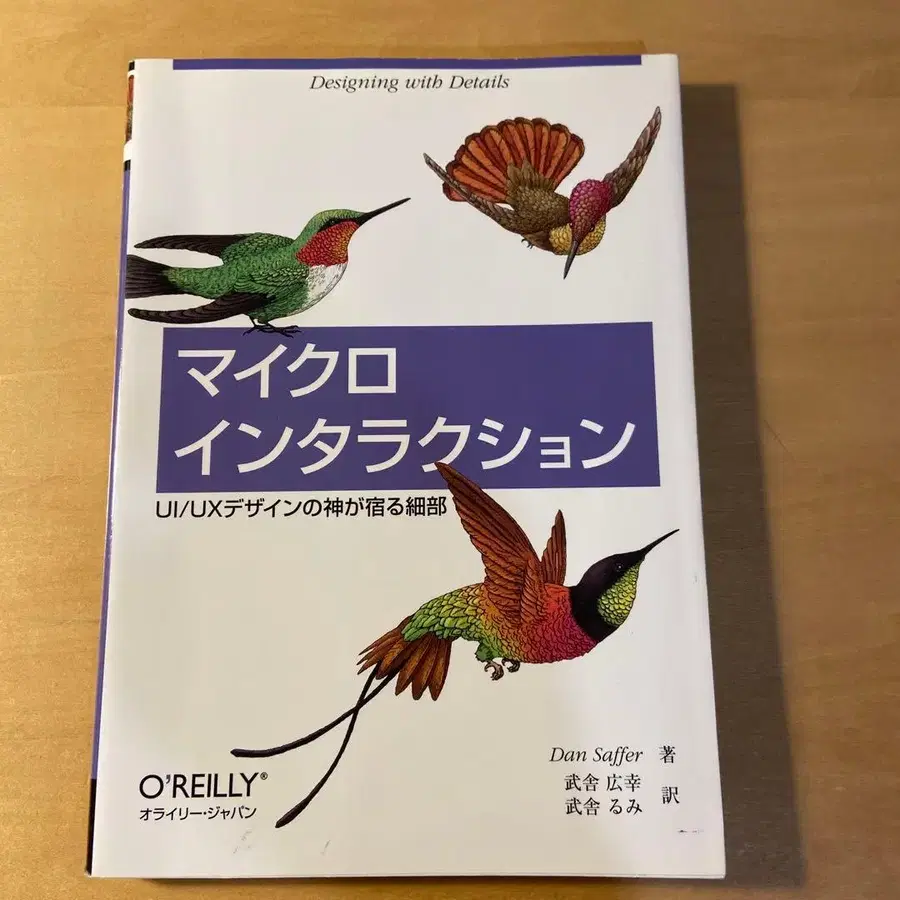 Designing with Details
マイクロ
インタラクション
UI/UXデザインの神が宿る細部
Dan Saffer 著
武舎 広幸
武舎 るみ 訳
O'REILLY®
オライリー・ジャパン